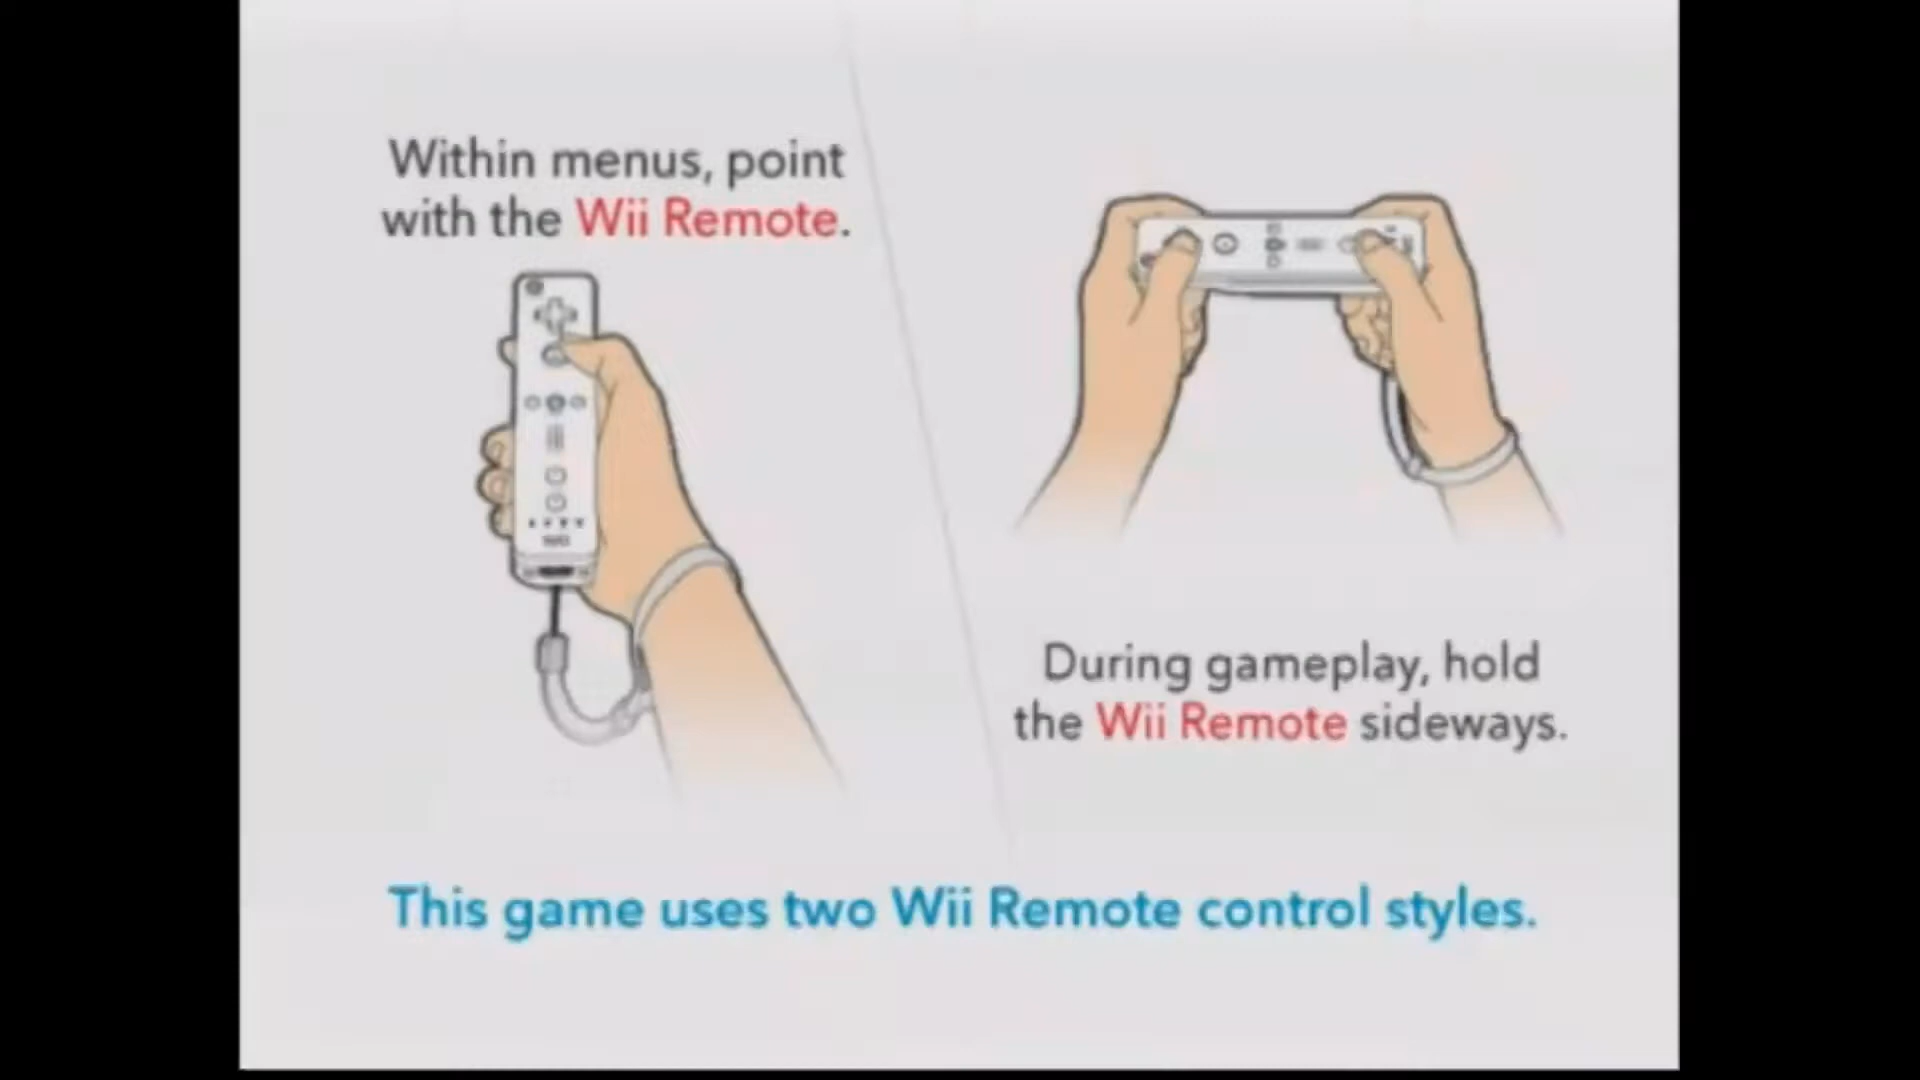 Within menus, point
with the Wii Remote.
During gameplay, hold
the Wii Remote sideways.
This game uses two Wii Remote control styles.